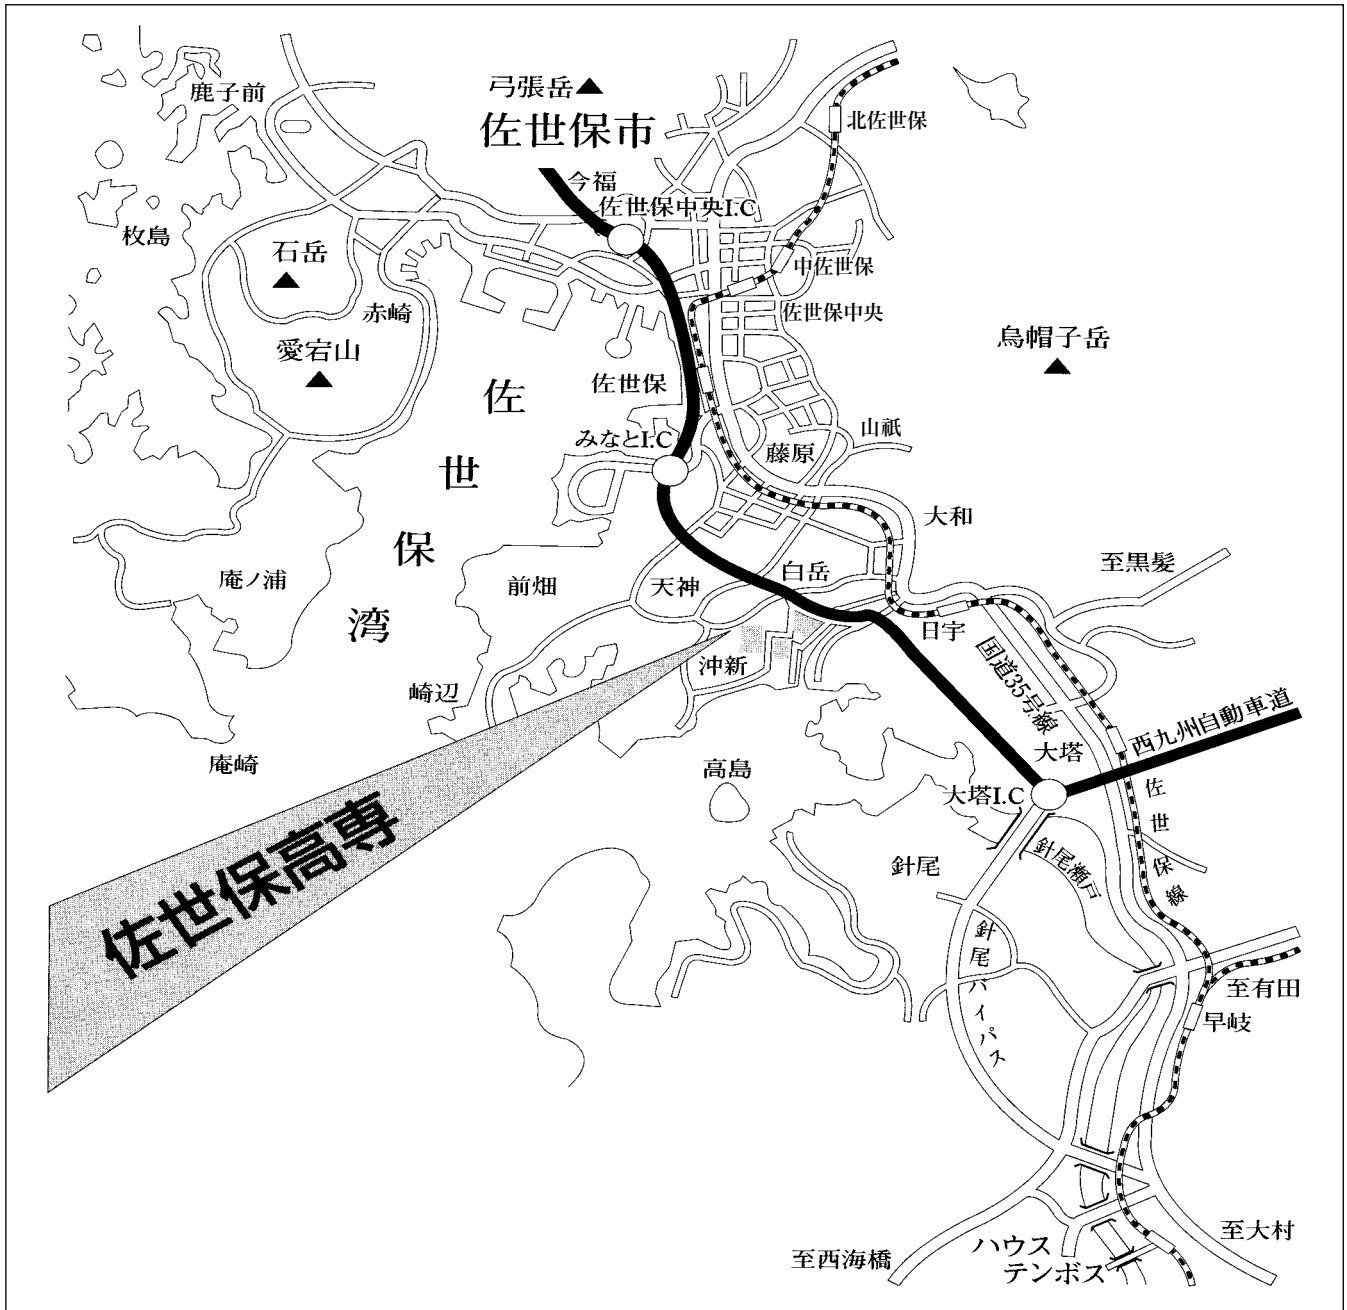 鹿子前
弓張岳
佐世保市
北佐世保
今福
佐世保中央I.C
枚島
石岳
中佐世保
赤崎
佐世保中央
愛宕山
烏帽子岳
佐世保
佐世保湾
みなとI.C
藤原
山祇
大和
庵ノ浦
前畑
天神
白岳
至黒髪
日宇
国道35号線
沖新
崎辺
庵崎
高島
大塔
西九州自動車道
大塔I.C
佐世保線
佐世保高専
針尾
針尾瀬戸
針尾バイパス
至有田
早岐
至西海橋
ハウス
テンボス
至大村